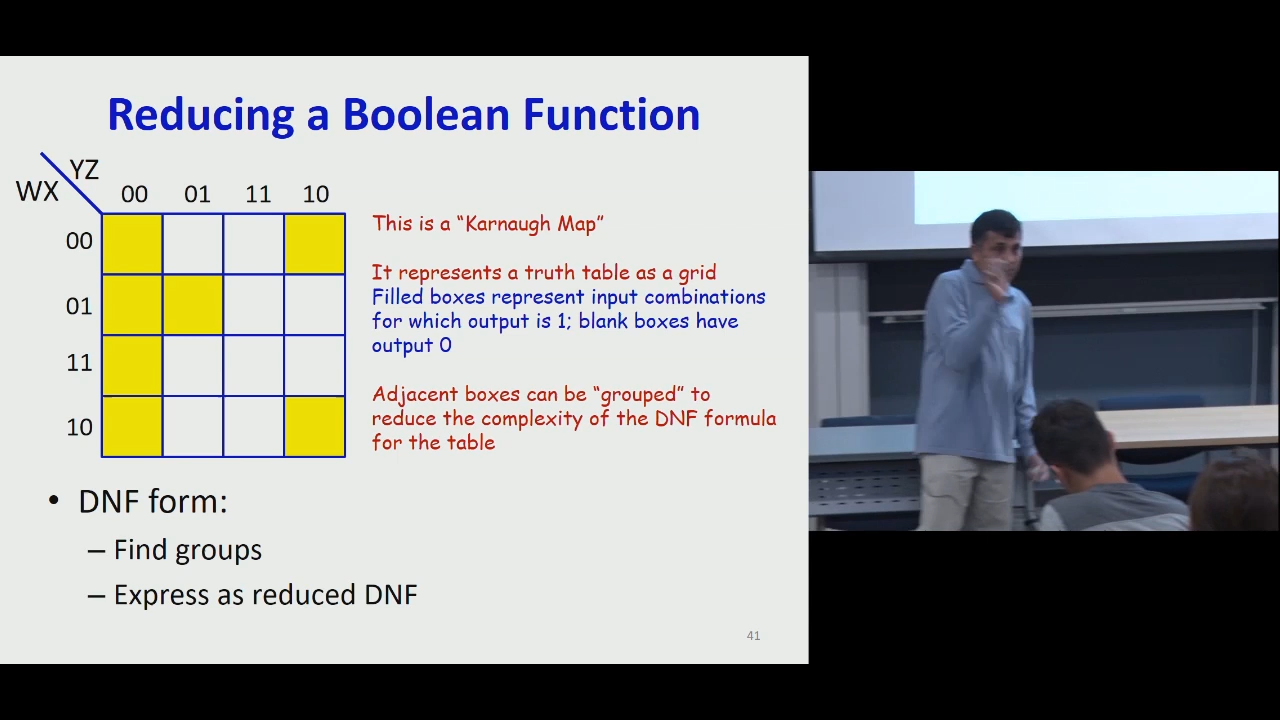 Reducing a Boolean Function
YZ
WX
00 01 11 10
00
01
11
10
This is a “Karnaugh Map”
It represents a truth table as a grid
Filled boxes represent input combinations
for which output is 1; blank boxes have
output 0
Adjacent boxes can be “grouped” to
reduce the complexity of the DNF formula
for the table
• DNF form:
– Find groups
– Express as reduced DNF
41